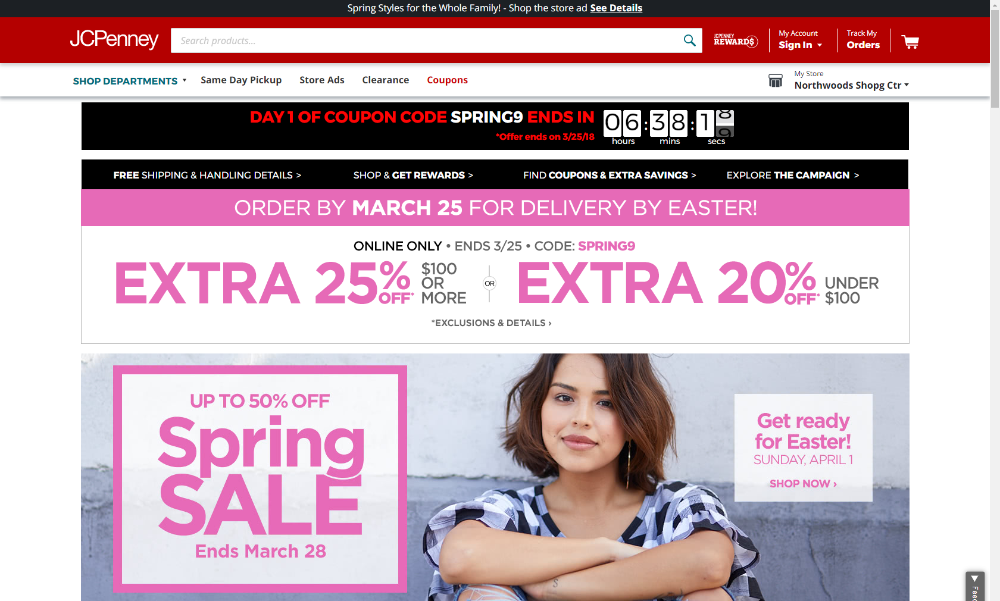 Spring Styles for the Whole Family! - Shop the store ad See Details
JCPenney
Search products...
JCPENNEY
REWARD$
My Account
Sign In
Track My
Orders
SHOP DEPARTMENTS
Same Day Pickup
Store Ads
Clearance
Coupons
My Store
Northwoods Shopg Ctr
DAY 1 OF COUPON CODE SPRING9 ENDS IN
*Offer ends on 3/25/18
06:38:1
hours
mins
secs
FREE SHIPPING & HANDLING DETAILS >
SHOP & GET REWARDS >
FIND COUPONS & EXTRA SAVINGS >
EXPLORE THE CAMPAIGN >
ORDER BY MARCH 25 FOR DELIVERY BY EASTER!
ONLINE ONLY • ENDS 3/25 • CODE: SPRING9
EXTRA 25% OFF*
$100
OR
MORE
OR
EXTRA 20% OFF*
UNDER
$100
*EXCLUSIONS & DETAILS ›
UP TO 50% OFF
Spring
SALE
Ends March 28
Get ready
for Easter!
SUNDAY, APRIL 1
SHOP NOW ›